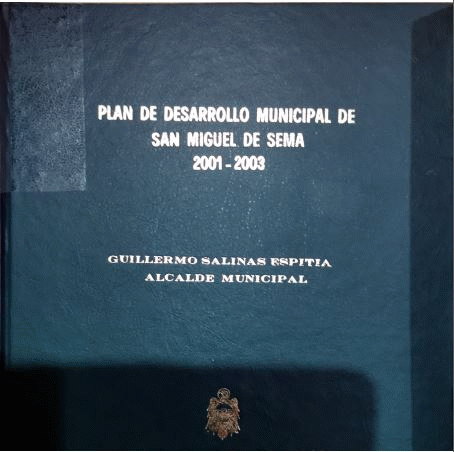 PLAN DE DESARROLLO MUNICIPAL DE
SAN MIGUEL DE SEMA
2001-2003
GUILLERMO SALINAS ESPITIA
ALCALDE MUNICIPAL